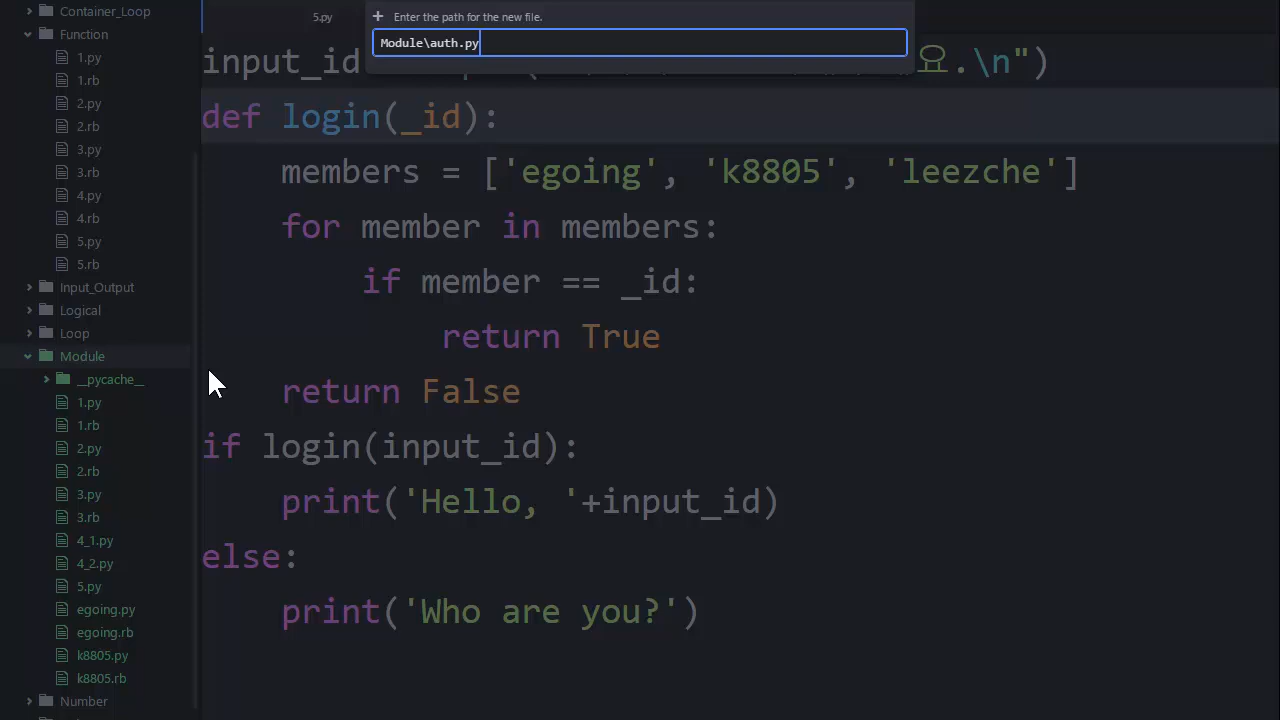 Container_Loop
Function
1.py
1.rb
2.py
2.rb
3.py
3.rb
4.py
4.rb
5.py
5.rb
Input_Output
Logical
Loop
Module
__pycache__
1.py
1.rb
2.py
2.rb
3.py
3.rb
4_1.py
4_2.py
5.py
egoing.py
egoing.rb
k8805.py
k8805.rb
Number
5.py
Enter the path for the new file.
Module\auth.py
input_id 요.\n")
def login(_id):
members = ['egoing', 'k8805', 'leezche']
for member in members:
if member == _id:
return True
return False
if login(input_id):
print('Hello, '+input_id)
else:
print('Who are you?')